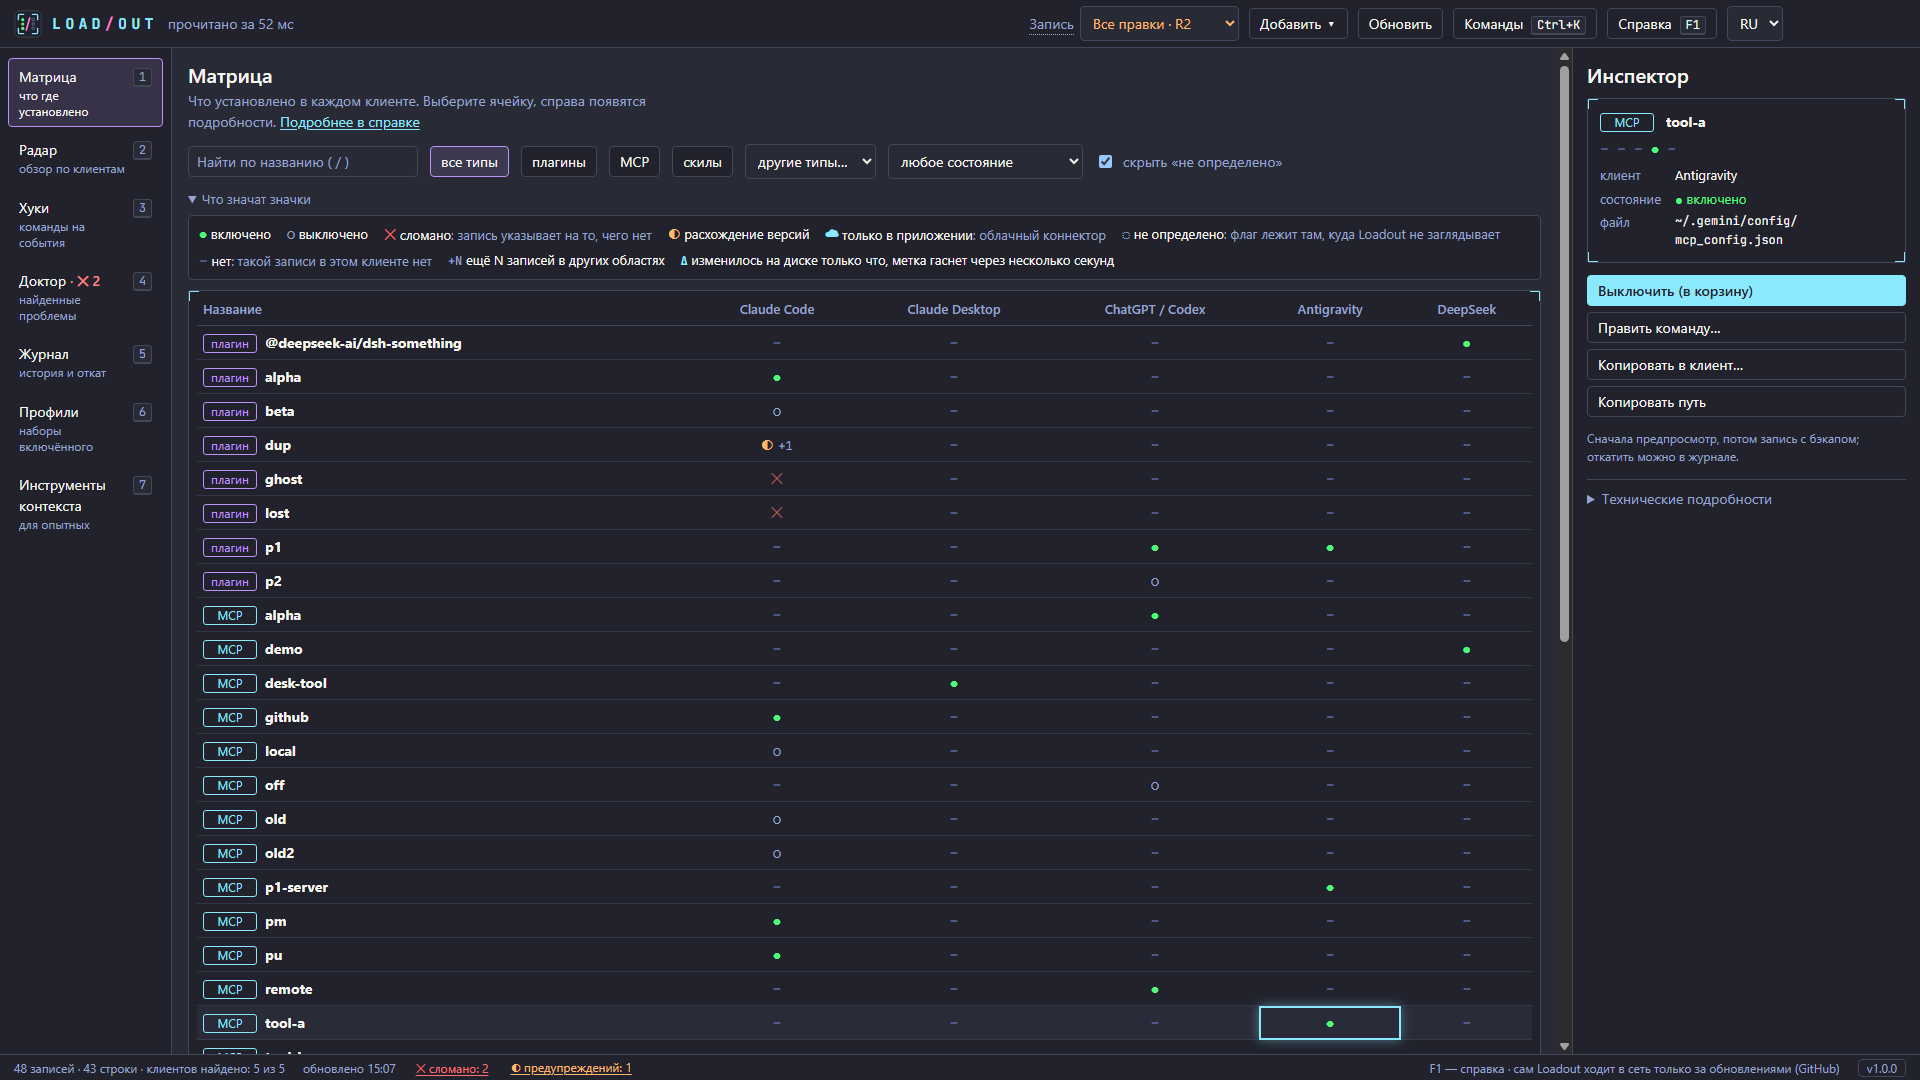 LOAD/OUT прочитано за 52 мс Запись Все правки · R2 Добавить ▾ Обновить Команды Ctrl+K Справка F1 RU
Матрица 1
что где
установлено
Радар 2
обзор по клиентам
Хуки 3
команды на
события
Доктор · ✕ 2 4
найденные
проблемы
Журнал 5
история и откат
Профили 6
наборы
включённого
Инструменты 7
контекста
для опытных
Матрица
Что установлено в каждом клиенте. Выберите ячейку, справа появятся
подробности. Подробнее в справке
Найти по названию ( / ) все типы плагины MCP скилы другие типы... любое состояние скрыть «не определено»
▼ Что значат значки
● включено ○ выключено ✕ сломано: запись указывает на то, чего нет ◐ расхождение версий ☁ только в приложении: облачный коннектор ◌ не определено: флаг лежит там, куда Loadout не заглядывает
– нет: такой записи в этом клиенте нет +N ещё N записей в других областях Δ изменилось на диске только что, метка гаснет через несколько секунд
Название Claude Code Claude Desktop ChatGPT / Codex Antigravity DeepSeek
плагин @deepseek-ai/dsh-something – – – – ●
плагин alpha ● – – – –
плагин beta ○ – – – –
плагин dup ◐ +1 – – – –
плагин ghost ✕ – – – –
плагин lost ✕ – – – –
плагин p1 – – ● ● –
плагин p2 – – ○ – –
MCP alpha – – ● – –
MCP demo – – – – ●
MCP desk-tool – ● – – –
MCP github ● – – – –
MCP local ○ – – – –
MCP off – – ○ – –
MCP old ○ – – – –
MCP old2 ○ – – – –
MCP p1-server – – – ● –
MCP pm ● – – – –
MCP pu ● – – – –
MCP remote – – ● – –
MCP tool-a – – – ● –
Инспектор
MCP tool-a
– – – ● –
клиент Antigravity
состояние ● включено
файл ~/.gemini/config/
mcp_config.json
Выключить (в корзину)
Править команду...
Копировать в клиент...
Копировать путь
Сначала предпросмотр, потом запись с бэкапом;
откатить можно в журнале.
▶ Технические подробности
48 записей · 43 строки · клиентов найдено: 5 из 5 обновлено 15:07 ✕ сломано: 2 ◐ предупреждений: 1 F1 — справка · сам Loadout ходит в сеть только за обновлениями (GitHub) v1.0.0